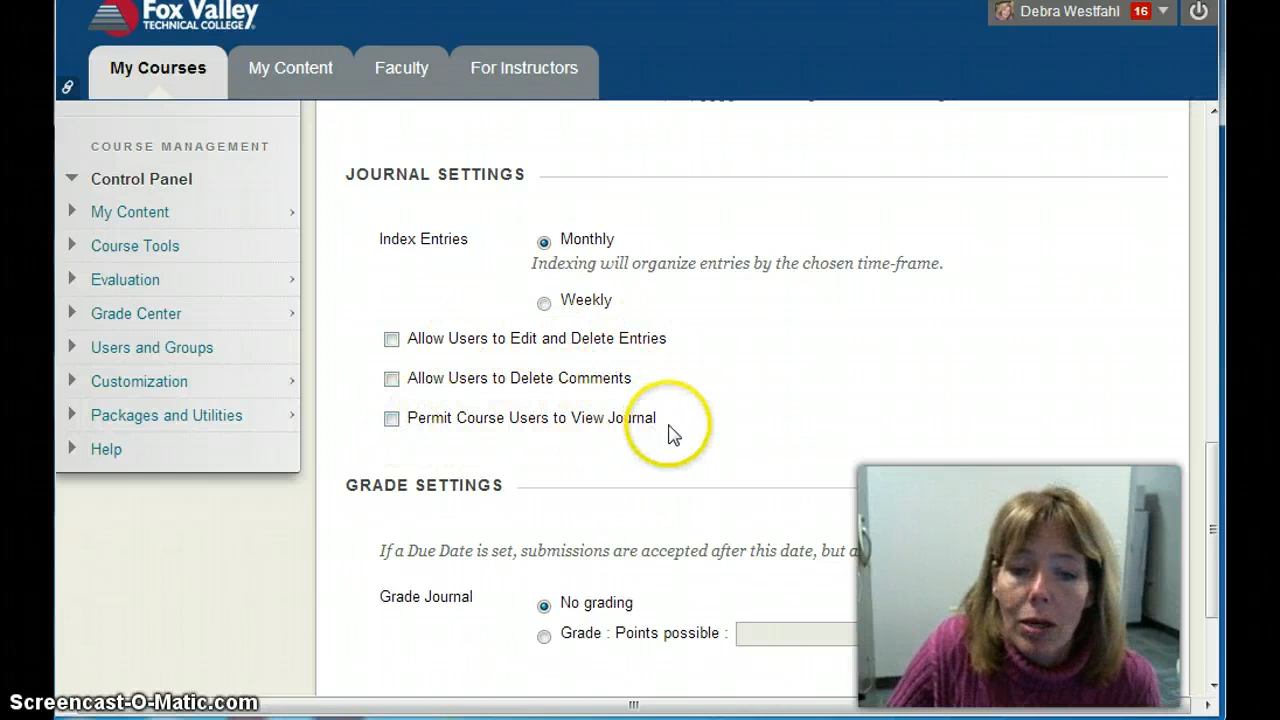 Fox Valley
TECHNICAL COLLEGE
Debra Westfahl 16
My Courses My Content Faculty For Instructors
COURSE MANAGEMENT
Control Panel
My Content
Course Tools
Evaluation
Grade Center
Users and Groups
Customization
Packages and Utilities
Help
JOURNAL SETTINGS
Index Entries Monthly
Indexing will organize entries by the chosen time-frame.
Weekly
Allow Users to Edit and Delete Entries
Allow Users to Delete Comments
Permit Course Users to View Journal
GRADE SETTINGS
If a Due Date is set, submissions are accepted after this date, but a
Grade Journal No grading
Grade : Points possible :
Screencast-O-Matic.com